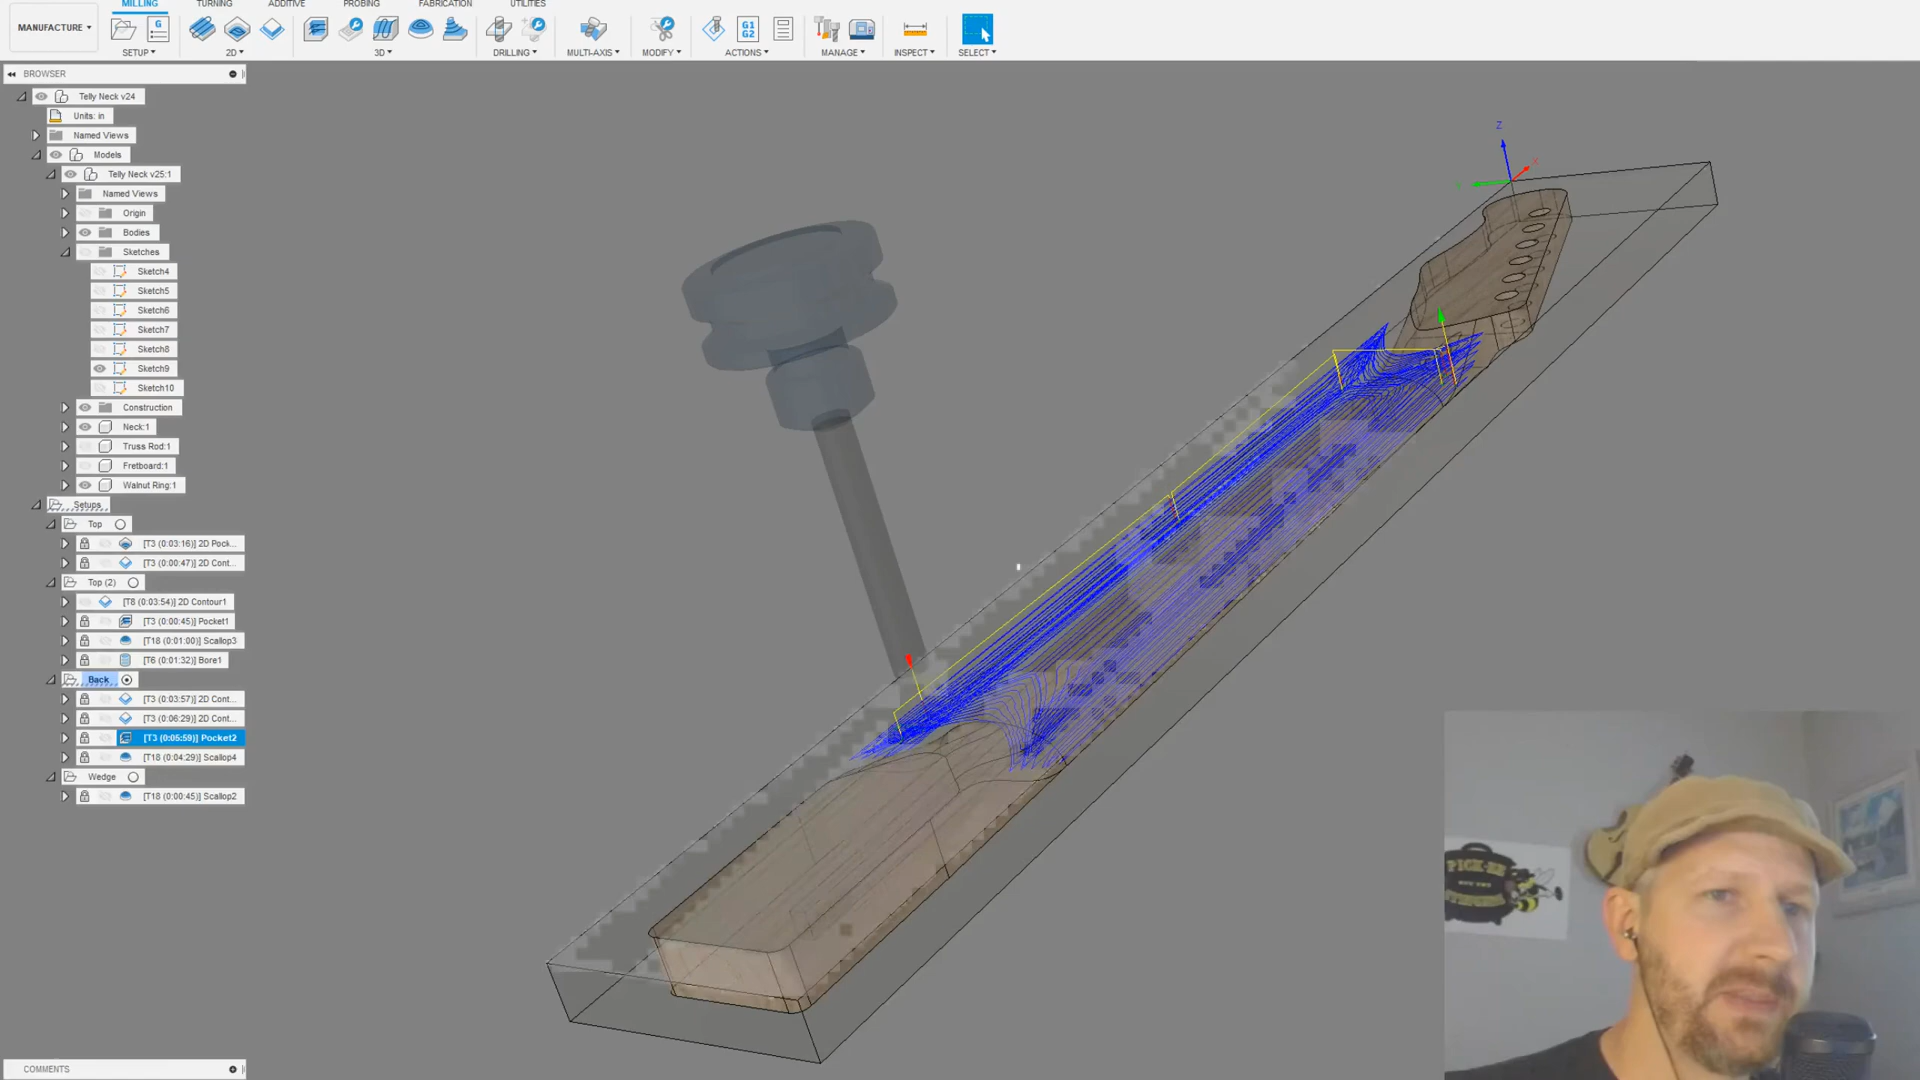 MILLING TURNING ADDITIVE PROBING FABRICATION UTILITIES
MANUFACTURE
G
G1
G2
SETUP 2D 3D DRILLING MULTI-AXIS MODIFY ACTIONS MANAGE INSPECT SELECT
BROWSER
Telly Neck v24
Units: in
Named Views
Models
Telly Neck v25:1
Named Views
Origin
Bodies
Sketches
Sketch4
Sketch5
Sketch6
Sketch7
Sketch8
Sketch9
Sketch10
Construction
Neck:1
Truss Rod:1
Fretboard:1
Walnut Ring:1
Setups
Top
[T3 (0:03:16)] 2D Pock...
[T3 (0:00:47)] 2D Cont...
Top (2)
[T8 (0:03:54)] 2D Contour1
[T3 (0:00:45)] Pocket1
[T18 (0:01:00)] Scallop3
[T6 (0:01:32)] Bore1
Back
[T3 (0:03:57)] 2D Cont...
[T3 (0:06:29)] 2D Cont...
[T3 (0:05:59)] Pocket2
[T18 (0:04:29)] Scallop4
Wedge
[T18 (0:00:45)] Scallop2
COMMENTS
Z
X
PICK-EE
STINGERS